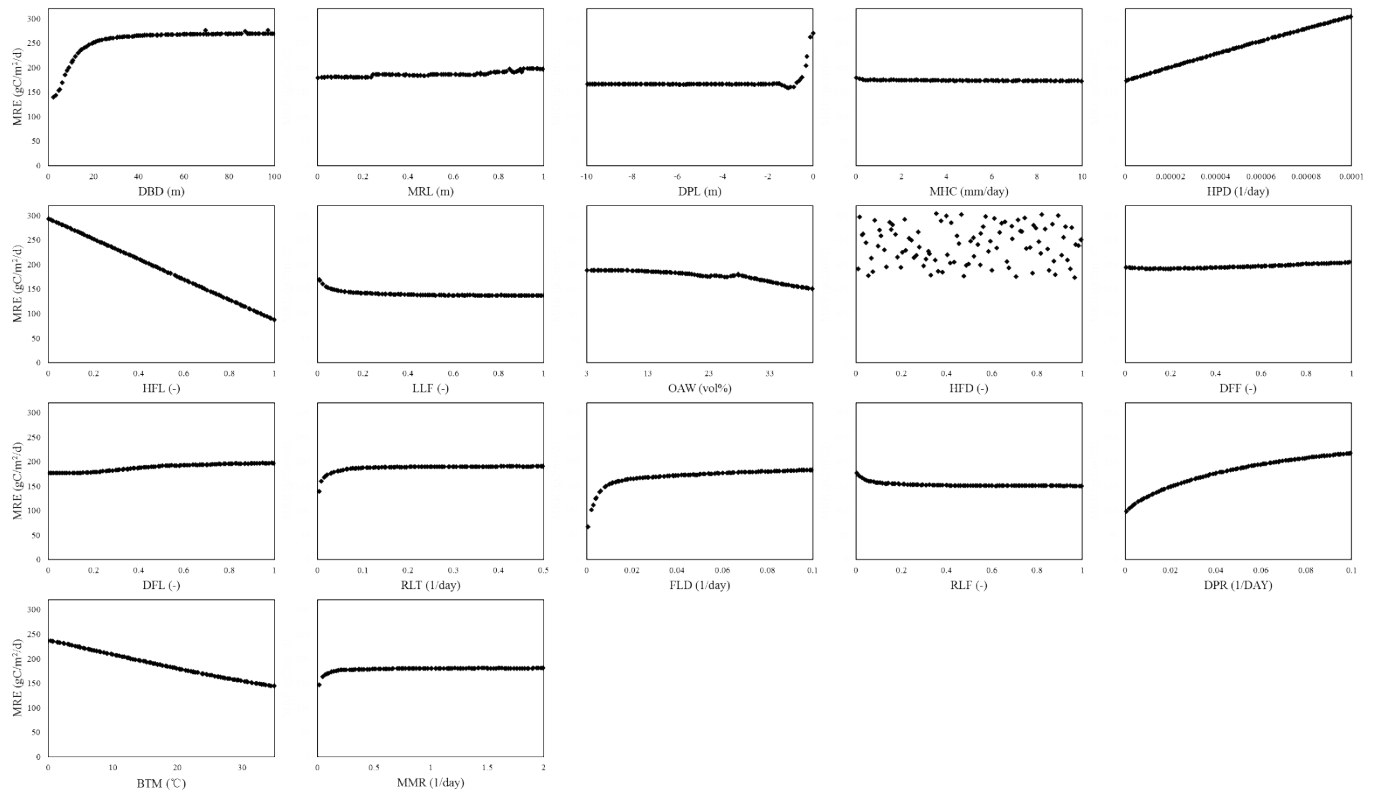 MRE (gC/m²/d)
300
250
200
150
100
50
0
0 20 40 60 80 100
DBD (m)
0 0.2 0.4 0.6 0.8 1
MRL (m)
-10 -8 -6 -4 -2 0
DPL (m)
0 2 4 6 8 10
MHC (mm/day)
0 0.00002 0.00004 0.00006 0.00008 0.0001
HPD (1/day)
MRE (gC/m²/d)
300
250
200
150
100
50
0
0 0.2 0.4 0.6 0.8 1
HFL (-)
0 0.2 0.4 0.6 0.8 1
LLF (-)
3 13 23 33
OAW (vol%)
0 0.2 0.4 0.6 0.8 1
HFD (-)
0 0.2 0.4 0.6 0.8 1
DFF (-)
MRE (gC/m²/d)
300
250
200
150
100
50
0
0 0.2 0.4 0.6 0.8 1
DFL (-)
0 0.1 0.2 0.3 0.4 0.5
RLT (1/day)
0 0.02 0.04 0.06 0.08 0.1
FLD (1/day)
0 0.2 0.4 0.6 0.8 1
RLF (-)
0 0.02 0.04 0.06 0.08 0.1
DPR (1/DAY)
MRE (gC/m²/d)
300
250
200
150
100
50
0
0 10 20 30
BTM (℃)
0 0.5 1 1.5 2
MMR (1/day)